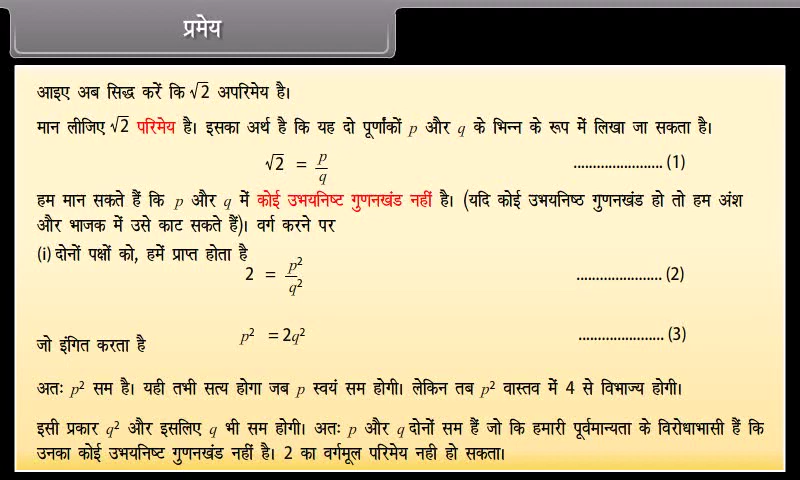 प्रमेय
आइए अब सिद्ध करें कि √2 अपरिमेय है।
मान लीजिए √2 परिमेय है। इसका अर्थ है कि यह दो पूर्णांकों p और q के भिन्न के रूप में लिखा जा सकता है।
√2 = p/q ....................... (1)
हम मान सकते हैं कि p और q में कोई उभयनिष्ट गुणनखंड नहीं है। (यदि कोई उभयनिष्ठ गुणनखंड हो तो हम अंश
और भाजक में उसे काट सकते हैं)। वर्ग करने पर
(i) दोनों पक्षों को, हमें प्राप्त होता है
2 = p²/q² ...................... (2)
जो इंगित करता है p² = 2q² ...................... (3)
अतः p² सम है। यही तभी सत्य होगा जब p स्वयं सम होगी। लेकिन तब p² वास्तव में 4 से विभाज्य होगी।
इसी प्रकार q² और इसलिए q भी सम होगी। अतः p और q दोनों सम हैं जो कि हमारी पूर्वमान्यता के विरोधाभासी हैं कि
उनका कोई उभयनिष्ट गुणनखंड नहीं है। 2 का वर्गमूल परिमेय नही हो सकता।